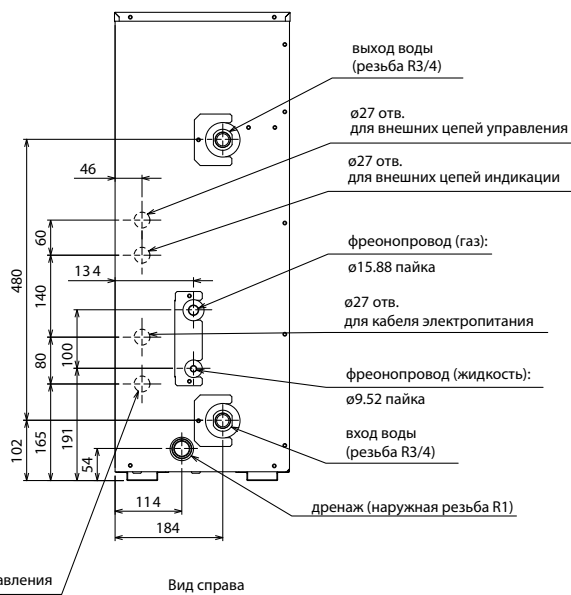 выход воды
(резьба R3/4)
ø27 отв.
для внешних цепей управления
46
ø27 отв.
для внешних цепей индикации
60
фреонопровод (газ):
134
ø15.88 пайка
480
140
ø27 отв.
для кабеля электропитания
100
80
фреонопровод (жидкость):
ø9.52 пайка
вход воды
(резьба R3/4)
102
165
191
54
114
дренаж (наружная резьба R1)
184
Вид справа